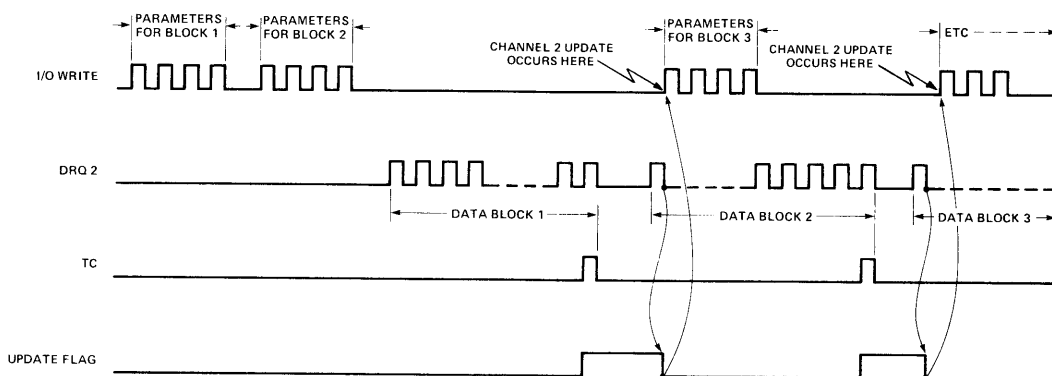 PARAMETERS
FOR BLOCK 1
PARAMETERS
FOR BLOCK 2
PARAMETERS
FOR BLOCK 3
ETC
CHANNEL 2 UPDATE
OCCURS HERE
CHANNEL 2 UPDATE
OCCURS HERE
I/O WRITE
DRQ 2
DATA BLOCK 1
DATA BLOCK 2
DATA BLOCK 3
TC
UPDATE FLAG